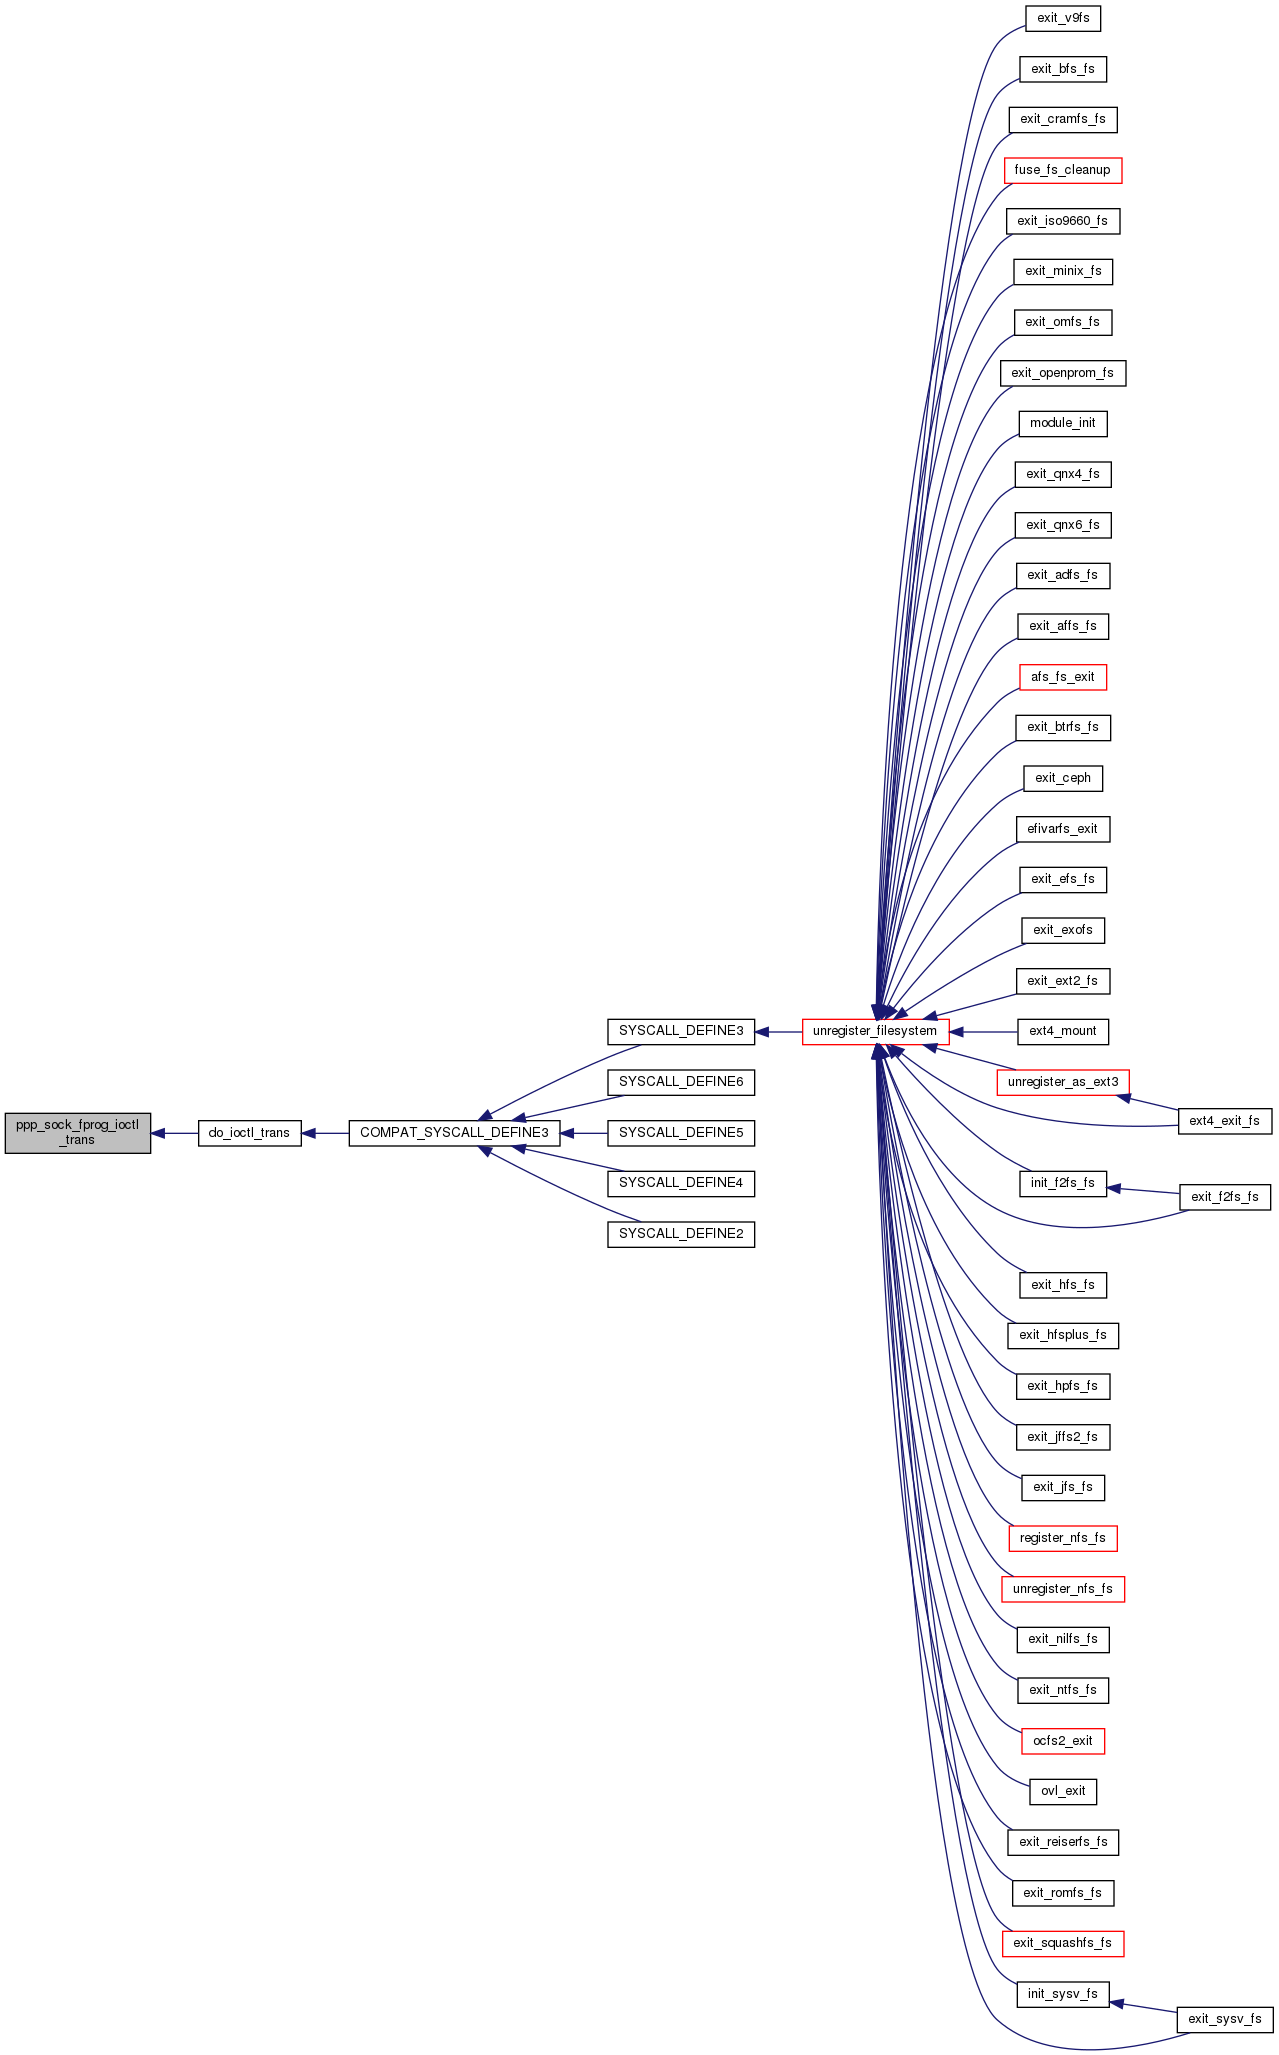 exit_v9fs
exit_bfs_fs
exit_cramfs_fs
fuse_fs_cleanup
exit_iso9660_fs
exit_minix_fs
exit_omfs_fs
exit_openprom_fs
module_init
exit_qnx4_fs
exit_qnx6_fs
exit_adfs_fs
exit_affs_fs
afs_fs_exit
exit_btrfs_fs
exit_ceph
efivarfs_exit
exit_efs_fs
exit_exofs
exit_ext2_fs
SYSCALL_DEFINE3
unregister_filesystem
ext4_mount
SYSCALL_DEFINE6
unregister_as_ext3
ppp_sock_fprog_ioctl
_trans
do_ioctl_trans
COMPAT_SYSCALL_DEFINE3
SYSCALL_DEFINE5
ext4_exit_fs
SYSCALL_DEFINE4
init_f2fs_fs
exit_f2fs_fs
SYSCALL_DEFINE2
exit_hfs_fs
exit_hfsplus_fs
exit_hpfs_fs
exit_jffs2_fs
exit_jfs_fs
register_nfs_fs
unregister_nfs_fs
exit_nilfs_fs
exit_ntfs_fs
ocfs2_exit
ovl_exit
exit_reiserfs_fs
exit_romfs_fs
exit_squashfs_fs
init_sysv_fs
exit_sysv_fs